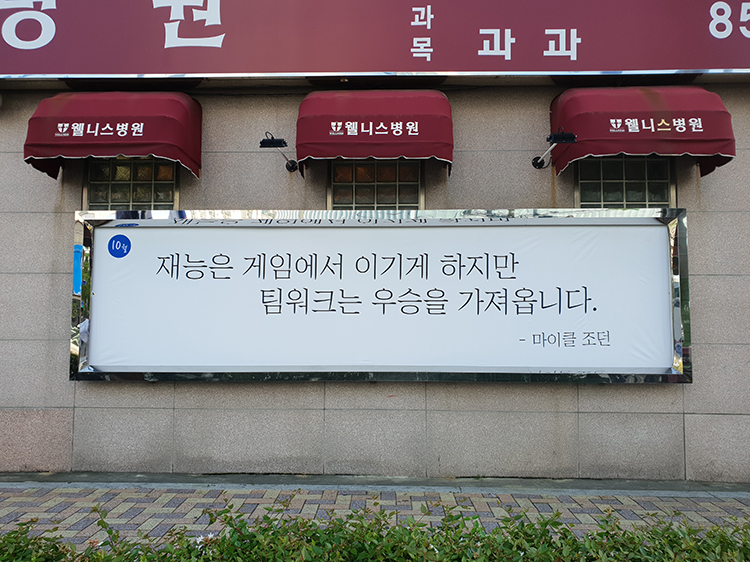 병원
과목
과과
85
웰니스병원
웰니스병원
웰니스병원
10월
재능은 게임에서 이기게 하지만
팀워크는 우승을 가져옵니다.
- 마이클 조던